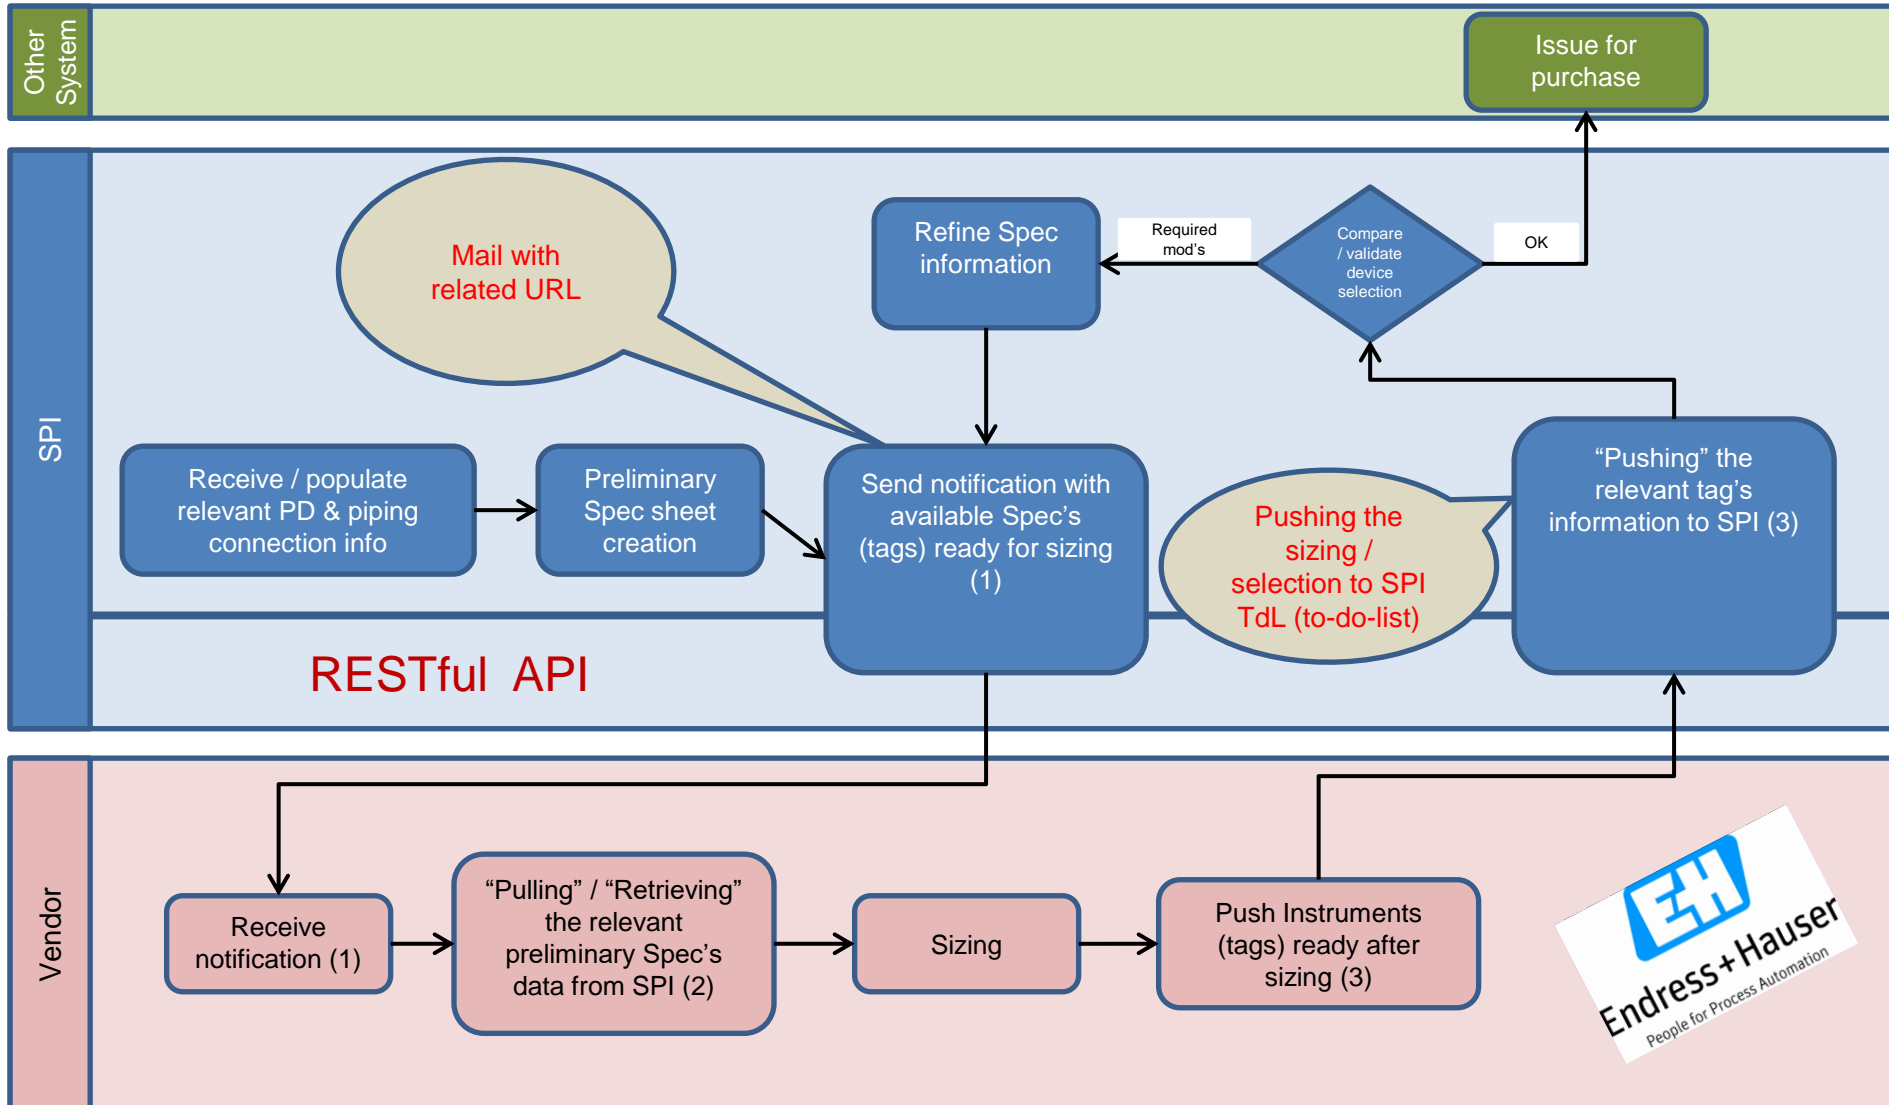 Other
System
Issue for
purchase
SPI
Mail with
related URL
Refine Spec
information
Required
mod's
Compare
/ validate
device
selection
OK
Receive / populate
relevant PD & piping
connection info
Preliminary
Spec sheet
creation
Send notification with
available Spec's
(tags) ready for sizing
(1)
Pushing the
sizing /
selection to SPI
TdL (to-do-list)
“Pushing” the
relevant tag's
information to SPI (3)
RESTful API
Vendor
Receive
notification (1)
“Pulling” / “Retrieving”
the relevant
preliminary Spec's
data from SPI (2)
Sizing
Push Instruments
(tags) ready after
sizing (3)
EH
Endress+Hauser
People for Process Automation